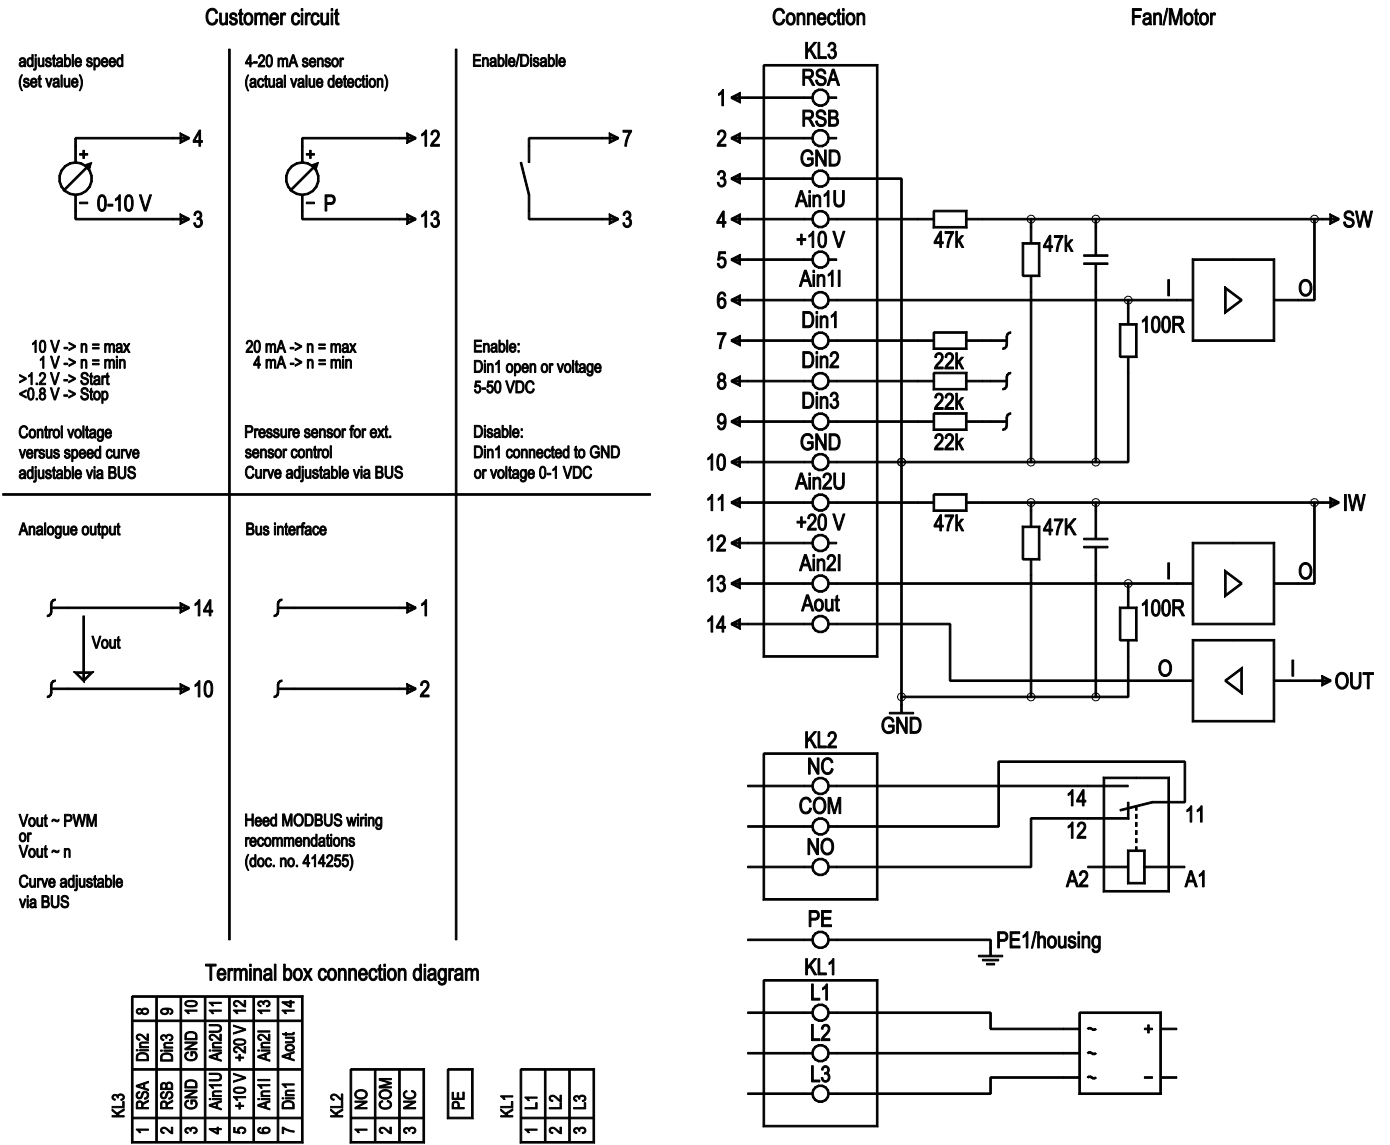 Customer circuit
adjustable speed
(set value)
4
+
-
0-10 V
3
10 V -> n = max
1 V -> n = min
>1.2 V -> Start
<0.8 V -> Stop
Control voltage
versus speed curve
adjustable via BUS
4-20 mA sensor
(actual value detection)
12
+
-
P
13
20 mA -> n = max
4 mA -> n = min
Pressure sensor for ext.
sensor control
Curve adjustable via BUS
Enable/Disable
7
3
Enable:
Din1 open or voltage
5-50 VDC
Disable:
Din1 connected to GND
or voltage 0-1 VDC
Analogue output
14
Vout
10
Vout ~ PWM
or
Vout ~ n
Curve adjustable
via BUS
Bus interface
1
2
Heed MODBUS wiring
recommendations
(doc. no. 414255)
Terminal box connection diagram
KL3
8 9 10 11 12 13 14
Din2 Din3 GND Ain2U +20 V Ain2I Aout
RSA RSB GND Ain1U +10 V Ain1I Din1
1 2 3 4 5 6 7
KL2
NO COM NC
1 2 3
PE
KL1
L1 L2 L3
1 2 3
Connection
Fan/Motor
KL3
RSA
1
RSB
2
GND
3
Ain1U
4
47k
47k
SW
+10 V
5
Ain1I
6
I
O
100R
Din1
7
22k
Din2
8
22k
Din3
9
22k
GND
10
Ain2U
11
47k
47K
IW
+20 V
12
Ain2I
13
I
O
100R
Aout
14
O
I
OUT
GND
KL2
NC
14
COM
11
12
NO
A2
A1
PE
PE1/housing
KL1
L1
~
+
L2
~
L3
~
-